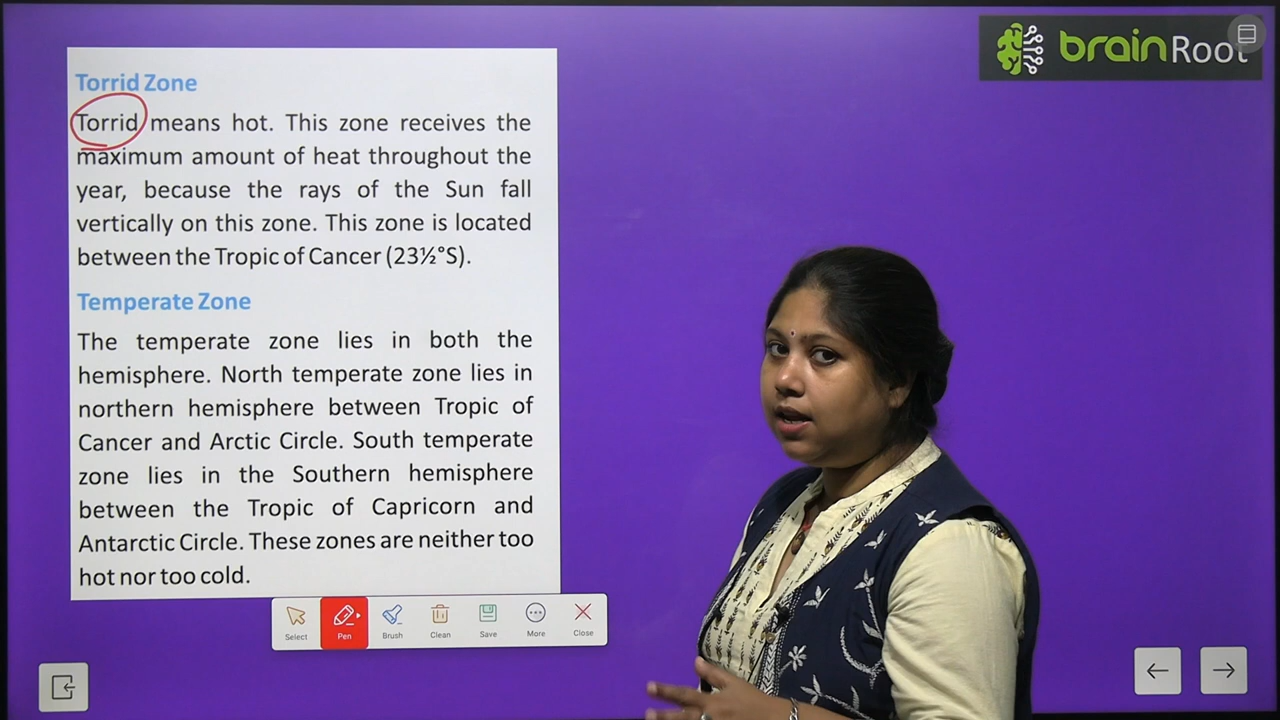 brainRoot
Torrid Zone
Torrid means hot. This zone receives the
maximum amount of heat throughout the
year, because the rays of the Sun fall
vertically on this zone. This zone is located
between the Tropic of Cancer (23½°S).
Temperate Zone
The temperate zone lies in both the
hemisphere. North temperate zone lies in
northern hemisphere between Tropic of
Cancer and Arctic Circle. South temperate
zone lies in the Southern hemisphere
between the Tropic of Capricorn and
Antarctic Circle. These zones are neither too
hot nor too cold.
Select Pen Brush Clean Save More Close